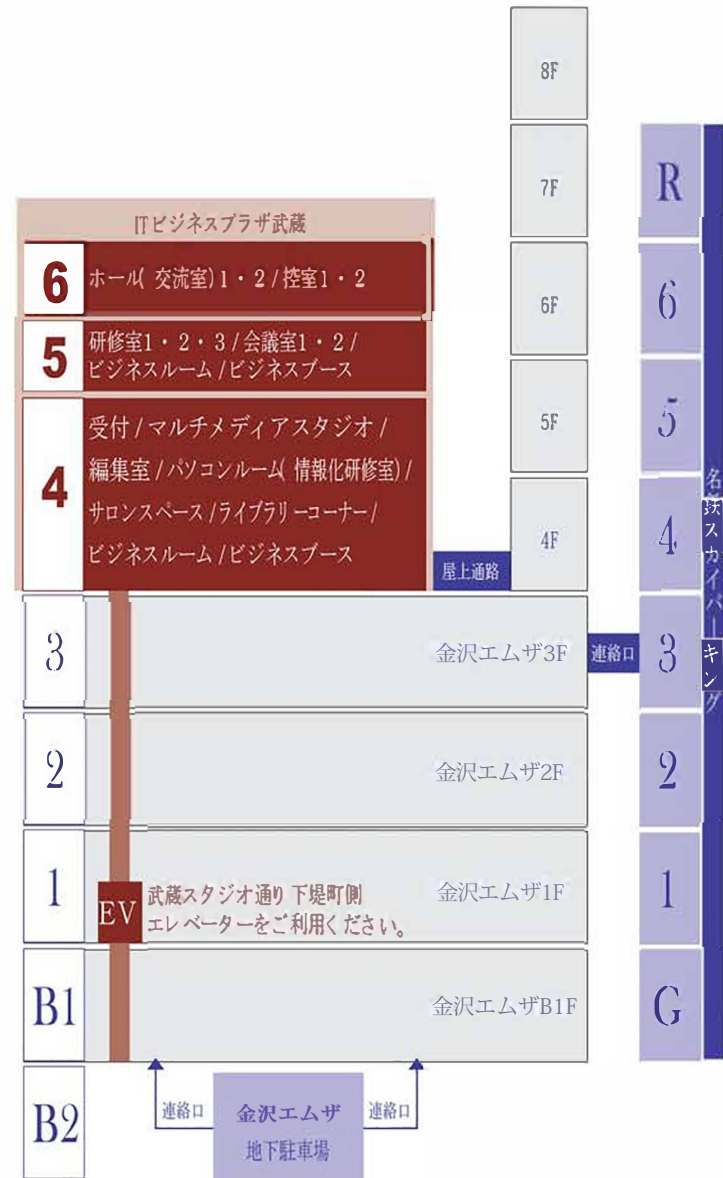 8F
7F
6F
5F
4F
ITビジネスプラザ武蔵
6
ホール(交流室)1・2/控室1・2
5
研修室1・2・3/会議室1・2/
ビジネスルーム/ビジネスブース
4
受付/マルチメディアスタジオ/
編集室/パソコンルーム(情報化研修室)/
サロンスペース/ライブラリーコーナー/
ビジネスルーム/ビジネスブース
屋上通路
3
金沢エムザ3F
連絡口
2
金沢エムザ2F
1
EV
武蔵スタジオ通り下堤町側
エレベーターをご利用ください。
金沢エムザ1F
B1
金沢エムザB1F
B2
連絡口
金沢エムザ
地下駐車場
連絡口
R
6
5
4
3
2
1
G
名鉄スカイパーキング